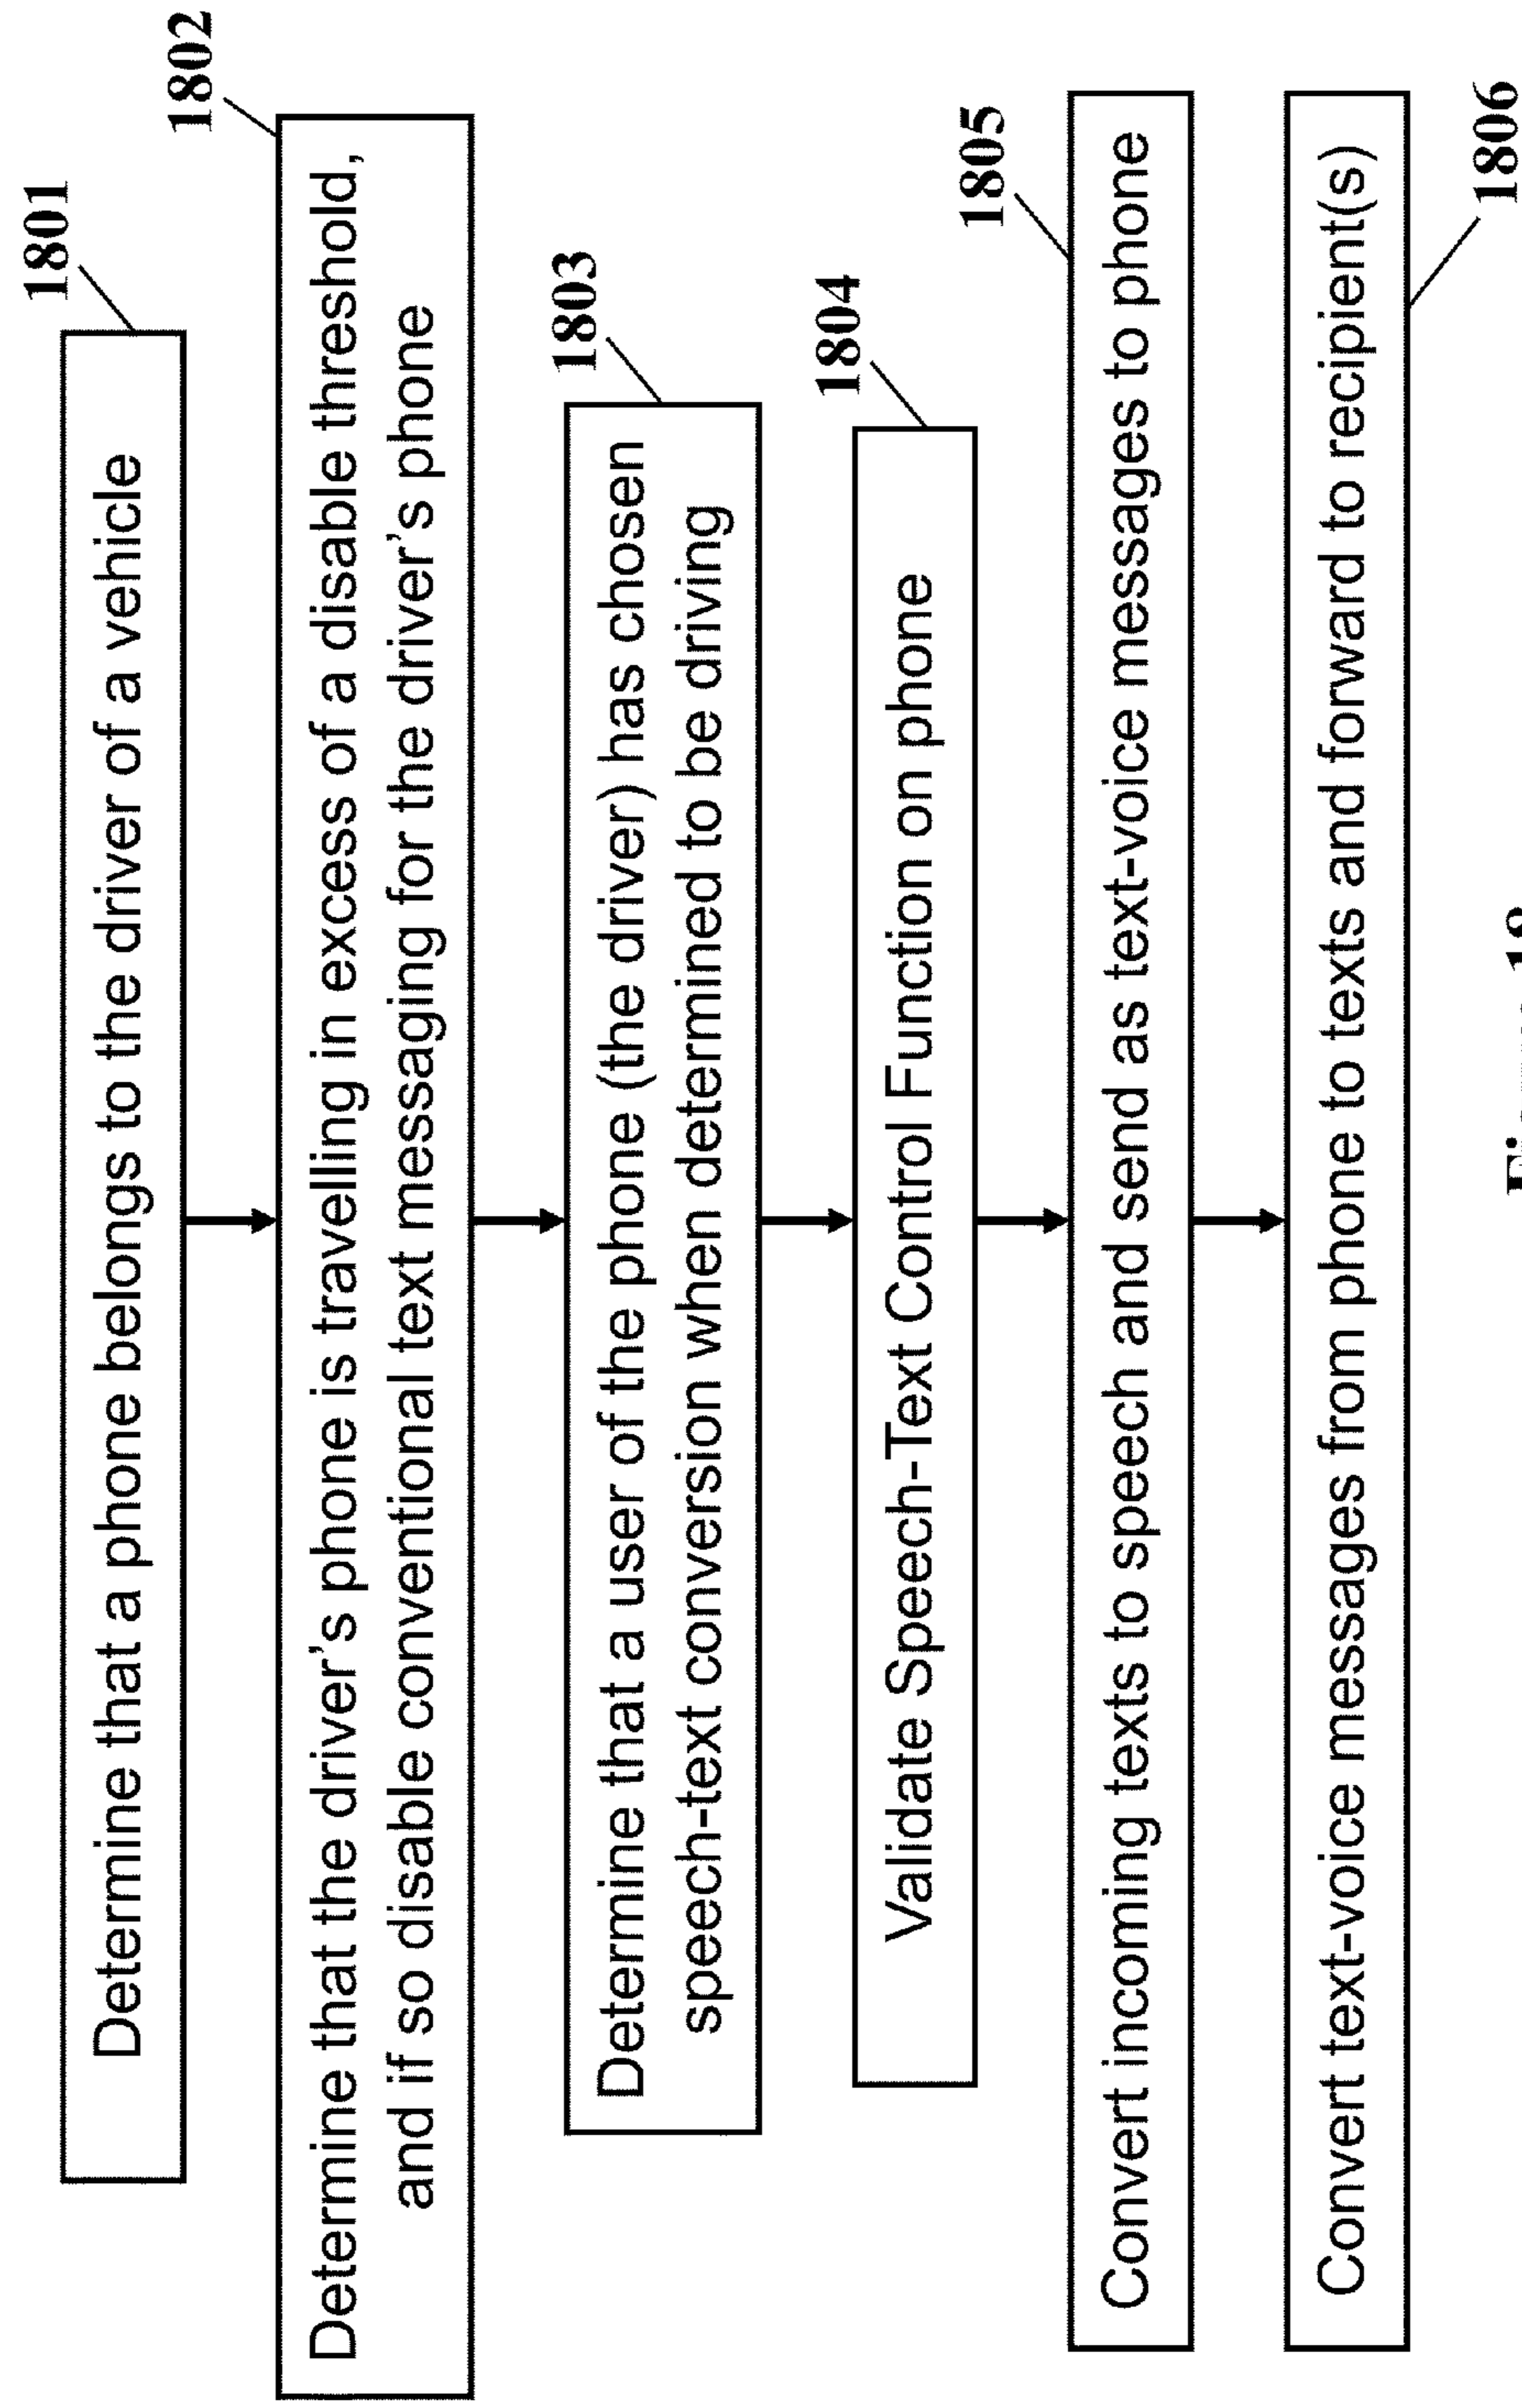 1801
Determine that a phone belongs to the driver of a vehicle
1802
Determine that the driver's phone is travelling in excess of a disable threshold,
and if so disable conventional text messaging for the driver's phone
1803
Determine that a user of the phone (the driver) has chosen
speech-text conversion when determined to be driving
1804
Validate Speech-Text Control Function on phone
1805
Convert incoming texts to speech and send as text-voice messages to phone
Convert text-voice messages from phone to texts and forward to recipient(s)
1806